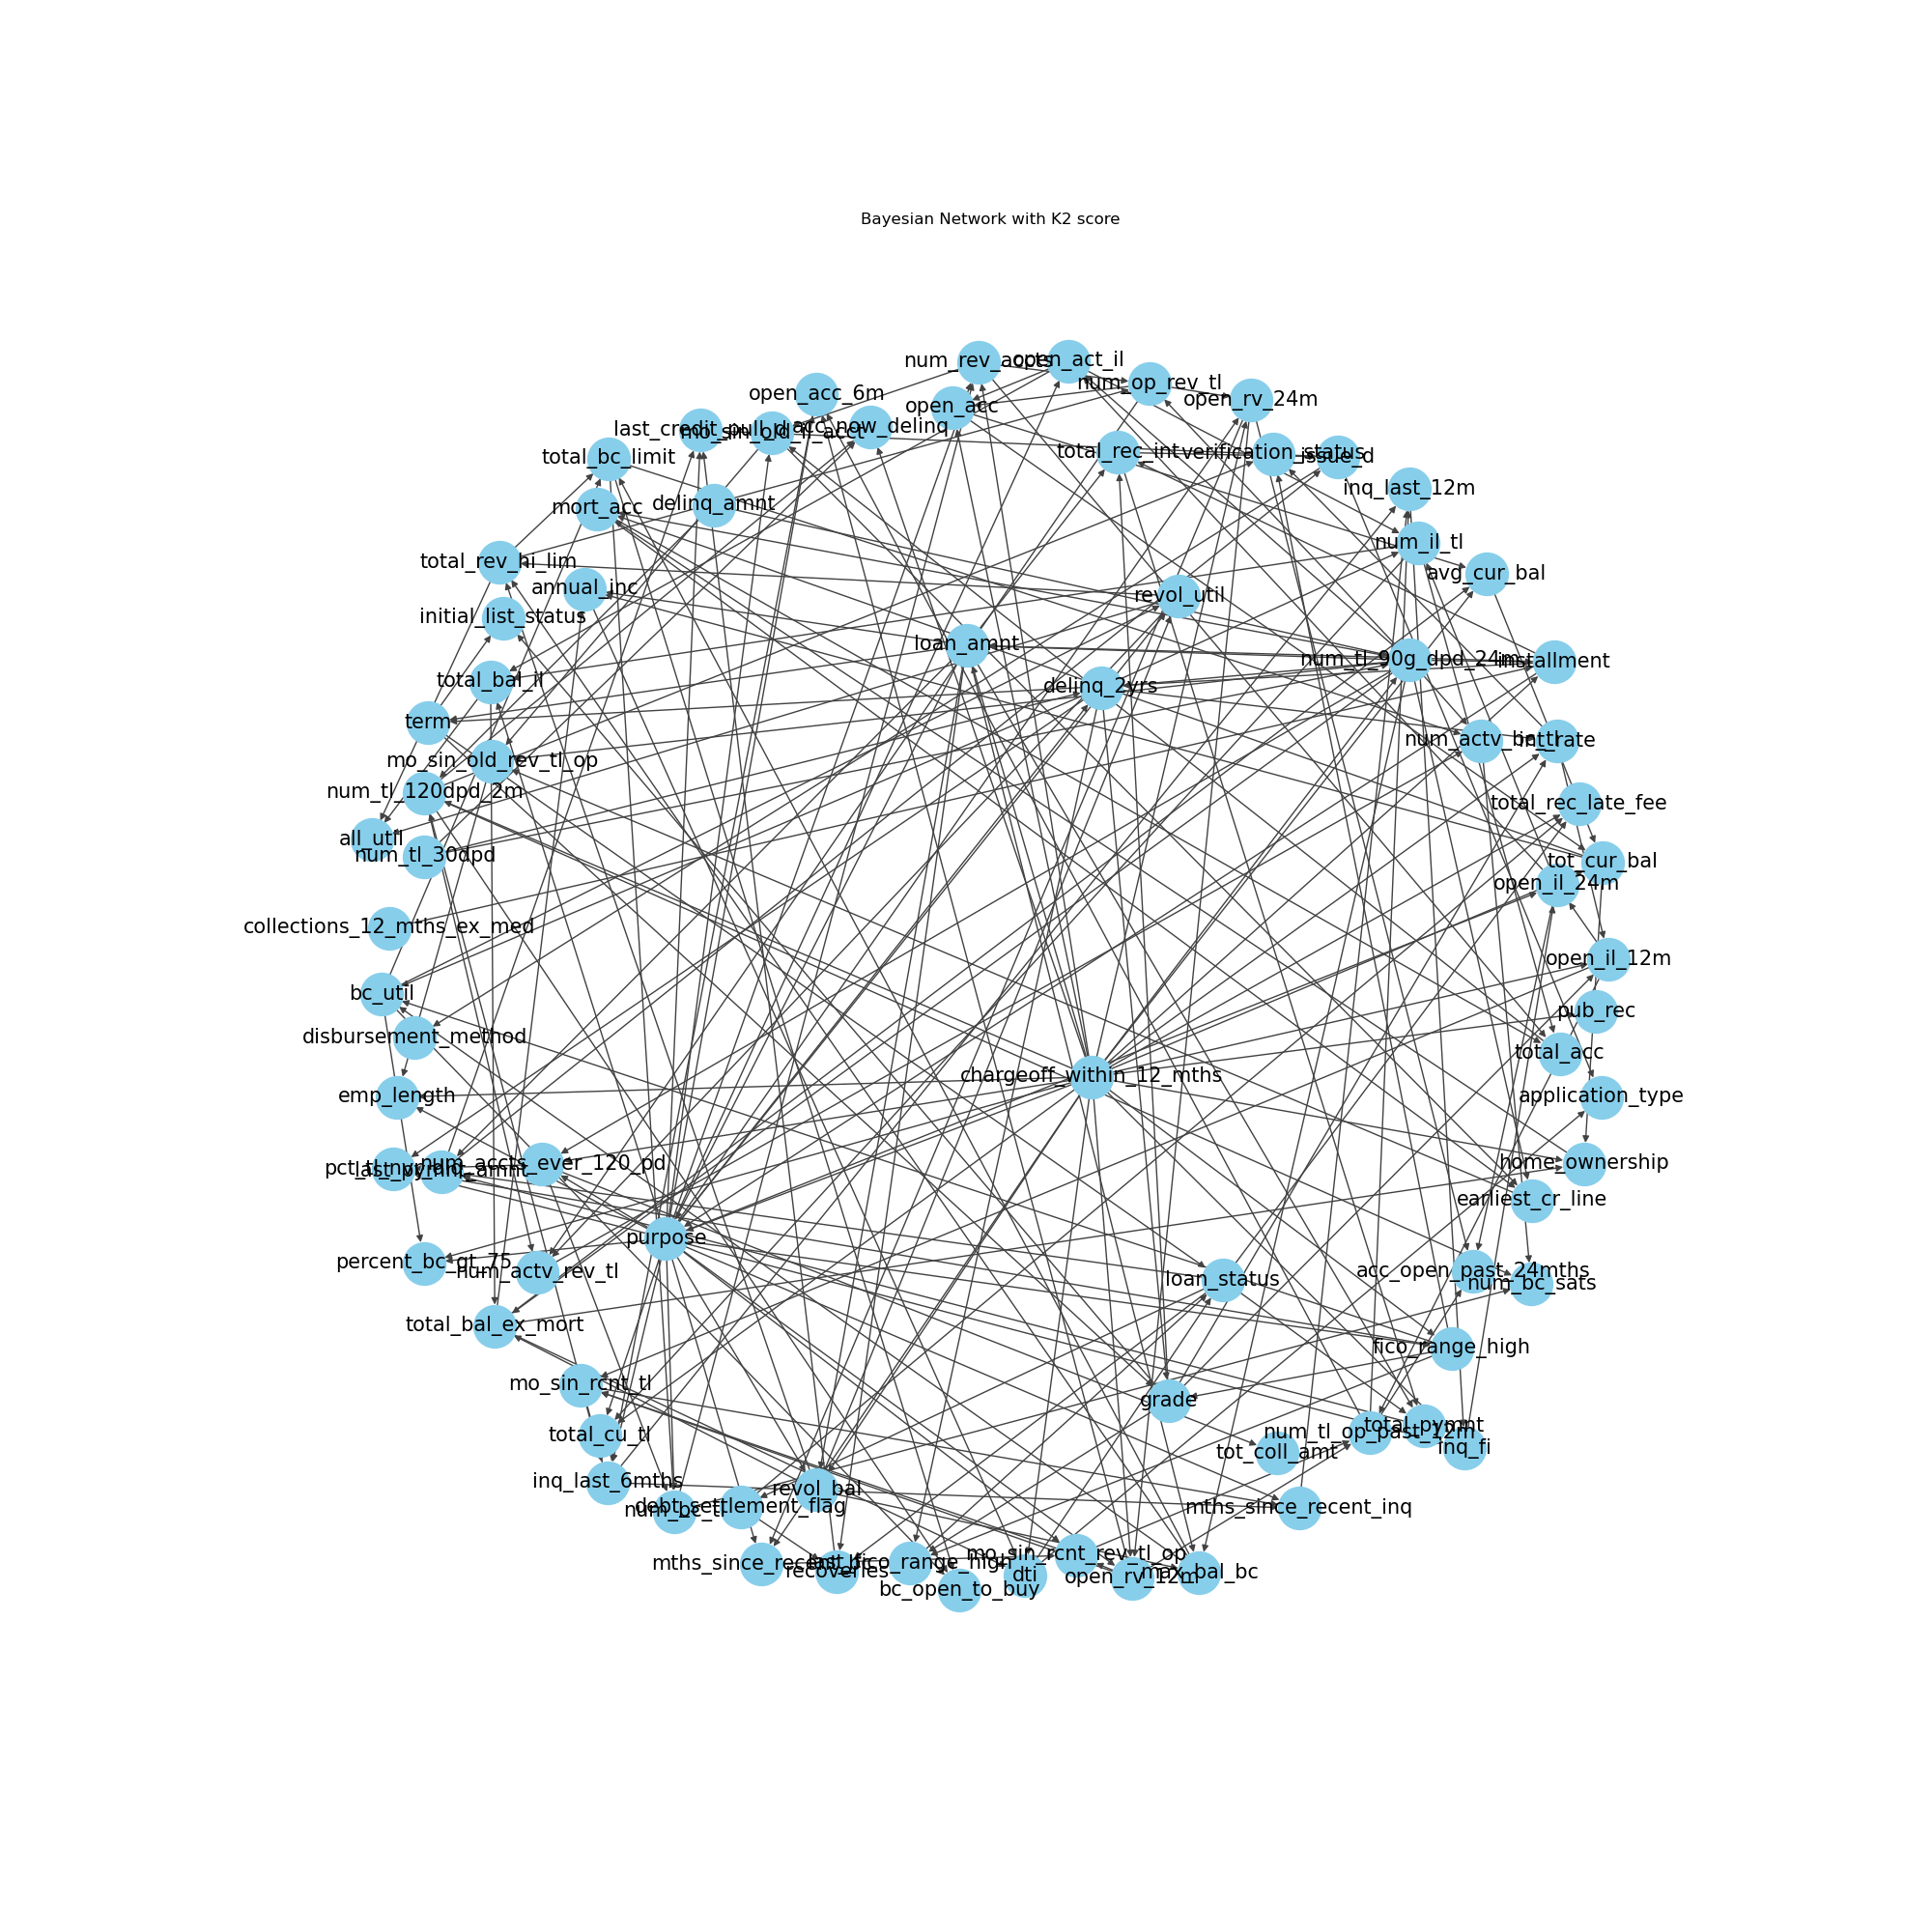 Bayesian Network with K2 score
num_rev_accts
open_act_il
num_op_rev_tl
open_acc_6m
open_rv_24m
open_acc
last_credit_pull_d
mo_sin_old_il_acct
acc_now_delinq
total_bc_limit
total_rec_int
verification_status
issue_d
inq_last_12m
mort_acc
delinq_amnt
num_il_tl
total_rev_hi_lim
avg_cur_bal
annual_inc
revol_util
initial_list_status
loan_amnt
num_tl_90g_dpd_24m
installment
total_bal_il
delinq_2yrs
term
num_actv_bc_tl
int_rate
mo_sin_old_rev_tl_op
num_tl_120dpd_2m
total_rec_late_fee
all_util
num_tl_30dpd
tot_cur_bal
open_il_24m
collections_12_mths_ex_med
open_il_12m
bc_util
pub_rec
disbursement_method
total_acc
chargeoff_within_12_mths
emp_length
application_type
pct_tl_nvr_dlq
last_pymnt_amnt
num_accts_ever_120_pd
home_ownership
earliest_cr_line
purpose
percent_bc_gt_75
num_actv_rev_tl
loan_status
acc_open_past_24mths
num_bc_sats
total_bal_ex_mort
fico_range_high
mo_sin_rcnt_tl
grade
total_cu_tl
num_tl_op_past_12m
total_pymnt
tot_coll_amt
inq_fi
inq_last_6mths
revol_bal
num_bc_tl
debt_settlement_flag
mths_since_recent_inq
mths_since_recent_bc
recoveries
last_fico_range_high
mo_sin_rcnt_rev_tl_op
dti
open_rv_12m
max_bal_bc
bc_open_to_buy